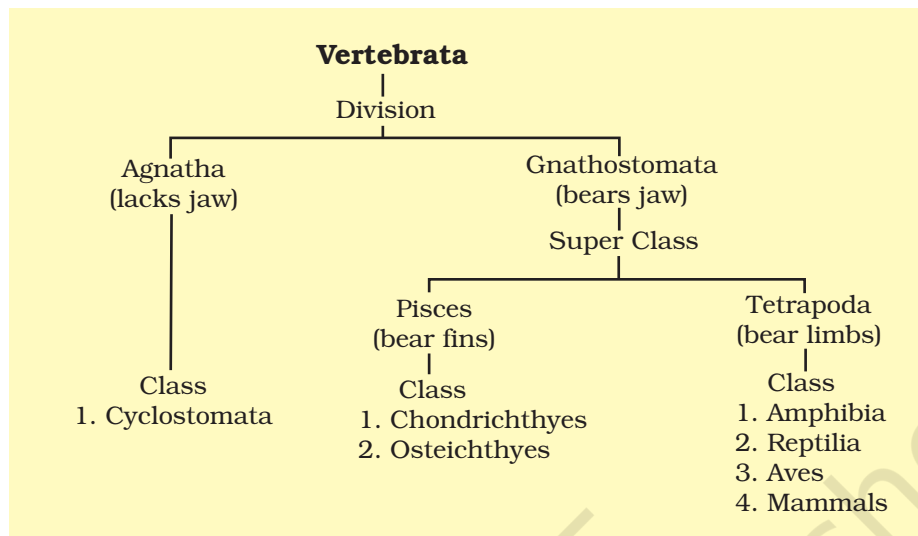 Vertebrata
Division
Agnatha
(lacks jaw)
Gnathostomata
(bears jaw)
Super Class
Pisces
(bear fins)
Tetrapoda
(bear limbs)
Class
1. Cyclostomata
Class
1. Chondrichthyes
2. Osteichthyes
Class
1. Amphibia
2. Reptilia
3. Aves
4. Mammals